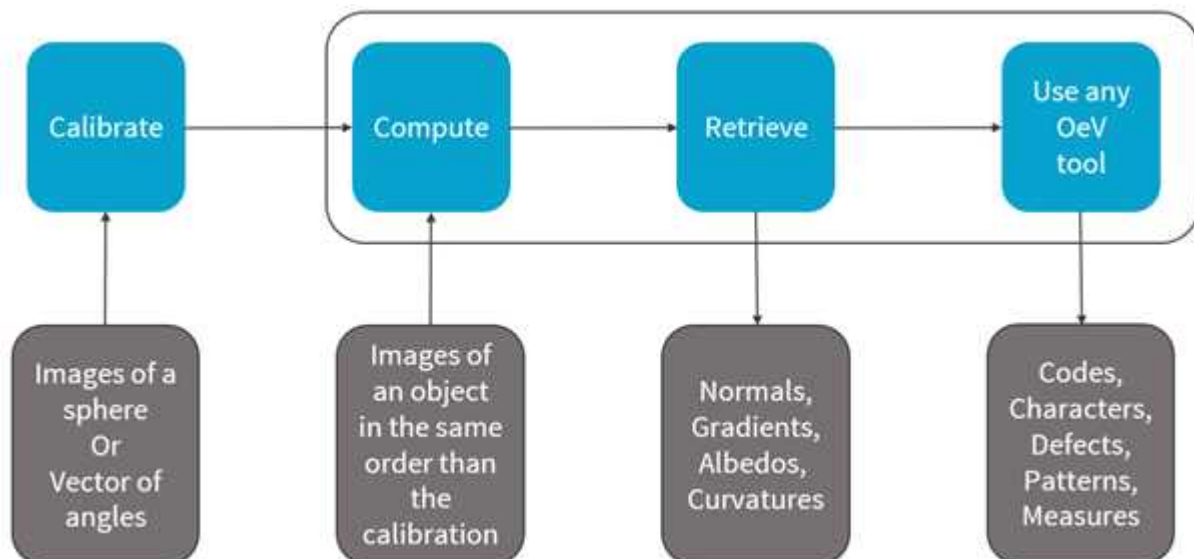 Calibrate
Compute
Retrieve
Use any
OeV
tool
Images of a
sphere
Or
Vector of
angles
Images of
an object
in the same
order than
the
calibration
Normals,
Gradients,
Albedos,
Curvatures
Codes,
Characters,
Defects,
Patterns,
Measures